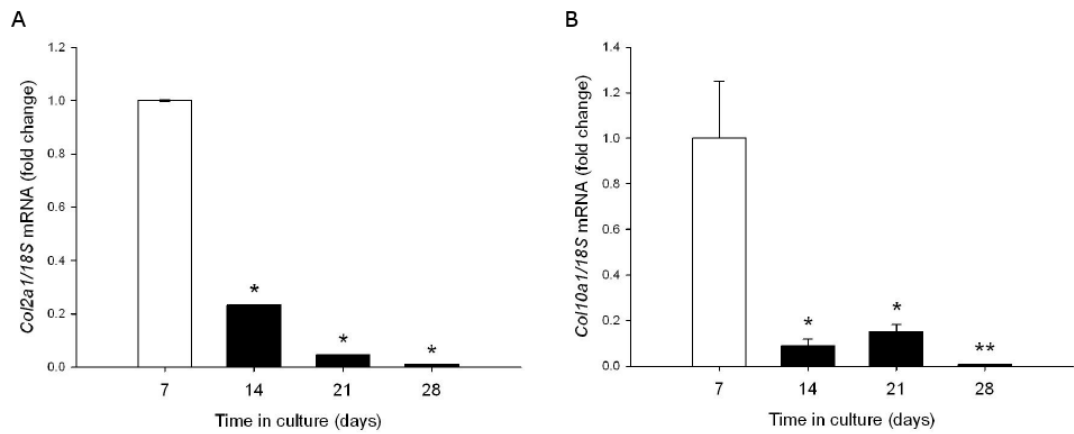 A
Col2a1/18S mRNA (fold change)
1.2
1.0
0.8
0.6
0.4
0.2
0.0
*
*
*
7 14 21 28
Time in culture (days)
B
Col10a1/18S mRNA (fold change)
1.4
1.2
1.0
0.8
0.6
0.4
0.2
0.0
*
*
**
7 14 21 28
Time in culture (days)